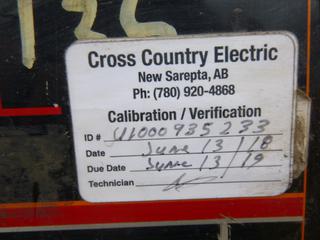 Cross Country Electric
New Sarepta, AB
Ph: (780) 920-4868
Calibration / Verification
ID # U1000935233
Date June 13/18
Due Date June 13/19
Technician